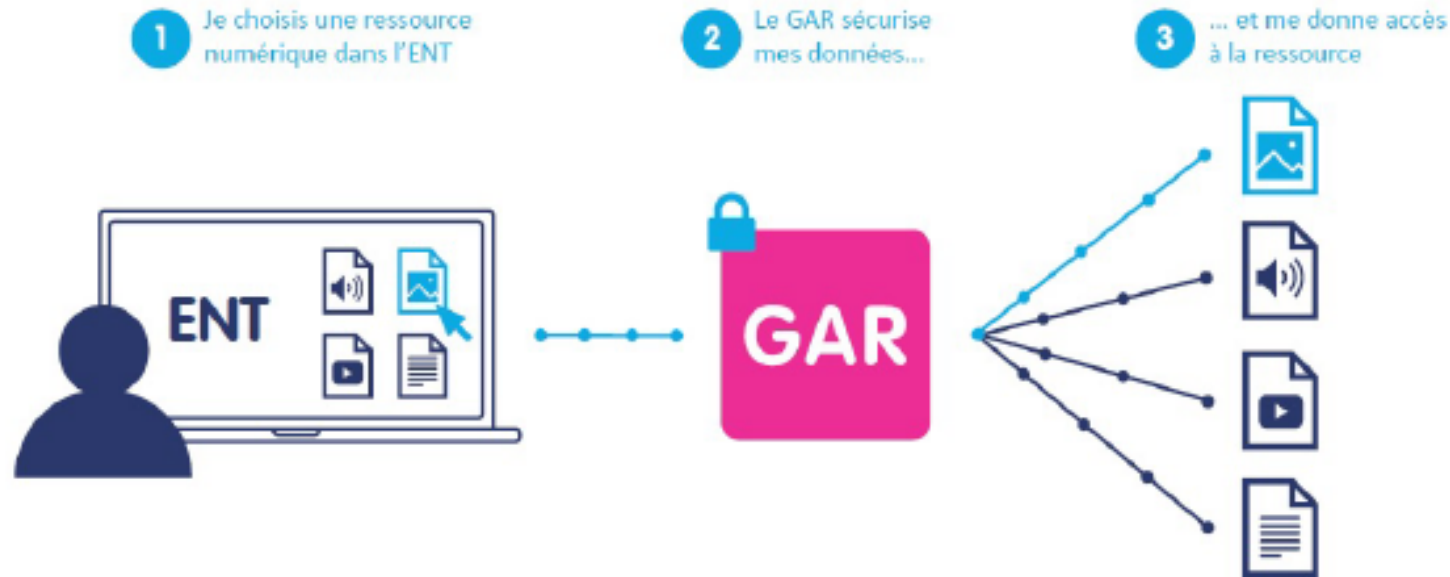 1
Je choisis une ressource
numérique dans l'ENT
2
Le GAR sécurise
mes données...
3
... et me donne accès
à la ressource
ENT
GAR